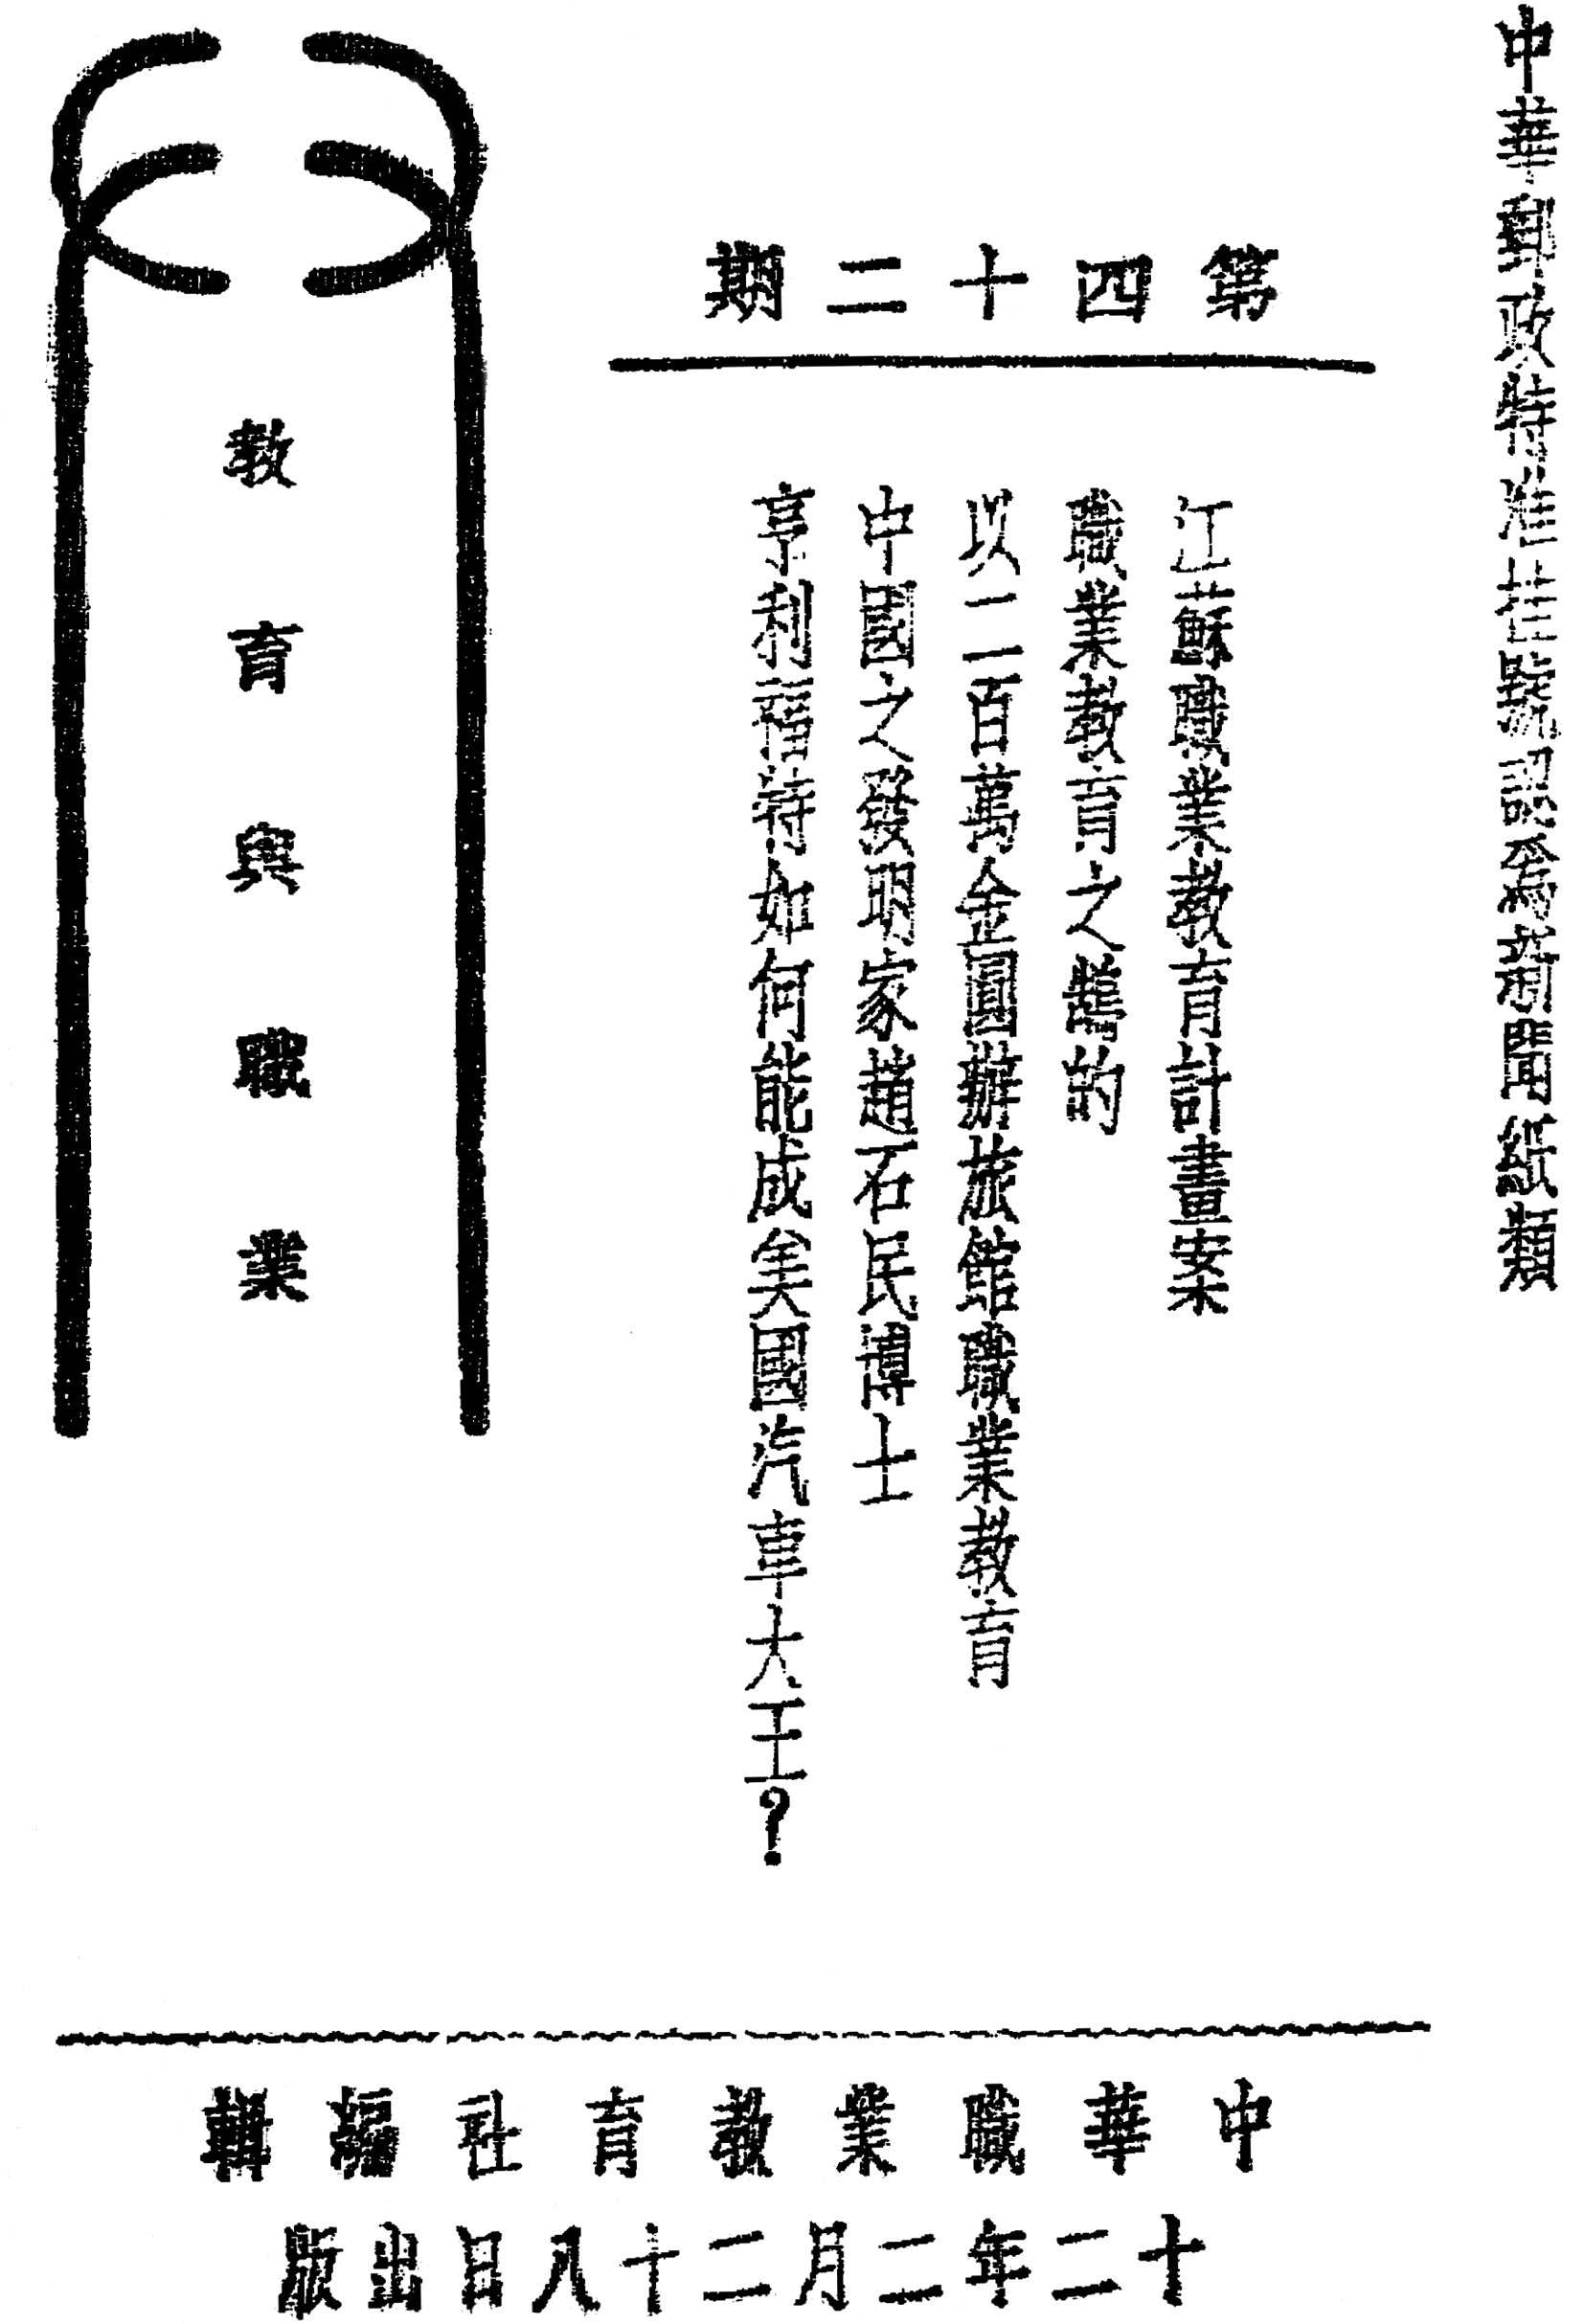 中華郵政特准掛號認爲新聞紙類
第四十二期
江蘇職業教育計畫案
職業教育之鵠的
以二百萬金圓辦旅館職業教育
中國之發明家趙石民博士
亨利福特如何能成美國汽車大王?
教育與職業
中華職業教育社編輯
十二年二月二十八日出版